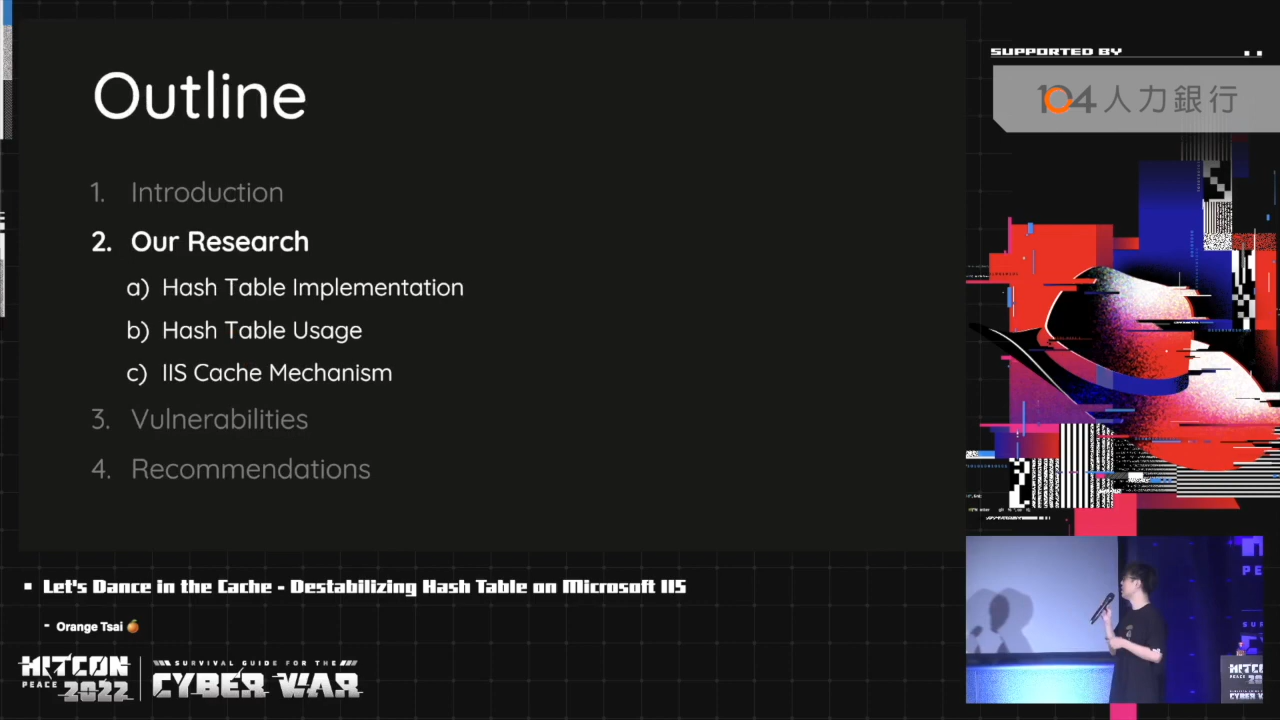 Outline
1. Introduction
2. Our Research
a) Hash Table Implementation
b) Hash Table Usage
c) IIS Cache Mechanism
3. Vulnerabilities
4. Recommendations
SUPPORTED BY
104人力銀行
Let's Dance in the Cache - Destabilizing Hash Table on Microsoft IIS
- Orange Tsai 🍊
HITCON
PEACE 2022
SURVIVAL GUIDE FOR THE
CYBER WAR
HITCON